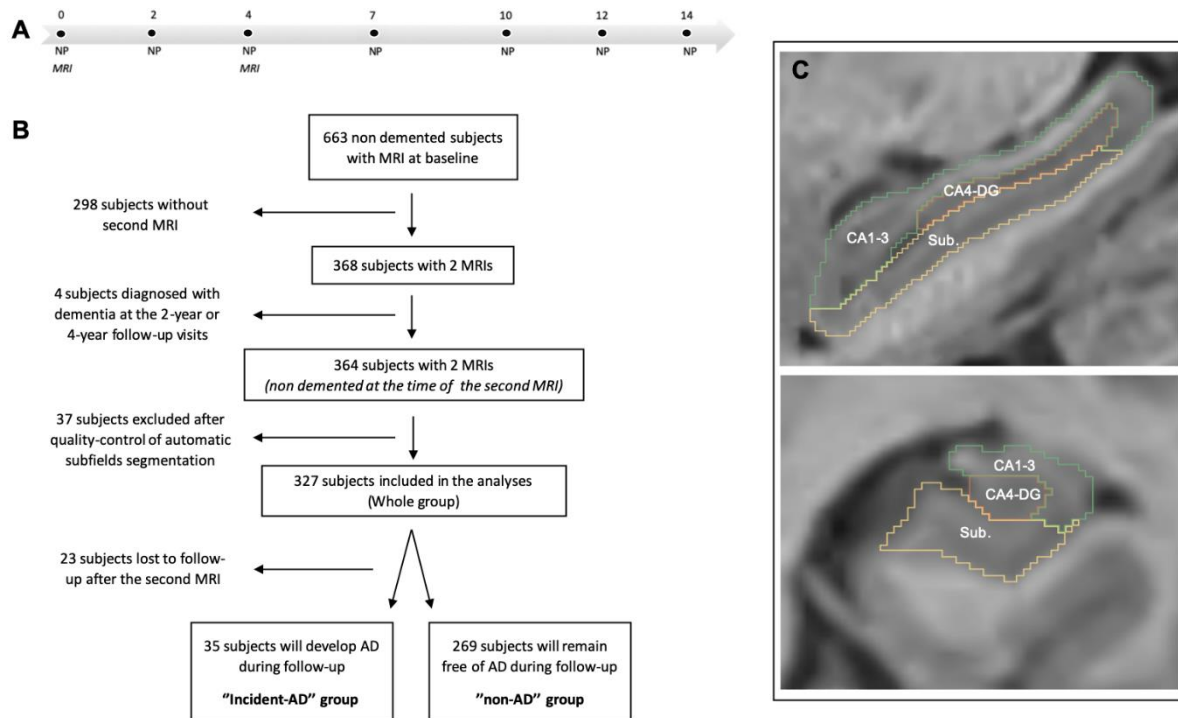 A
0 2 4 7 10 12 14
NP NP NP NP NP NP NP
MRI MRI
B
663 non demented subjects
with MRI at baseline
298 subjects without
second MRI
368 subjects with 2 MRIs
4 subjects diagnosed with
dementia at the 2-year or
4-year follow-up visits
364 subjects with 2 MRIs
(non demented at the time of the second MRI)
37 subjects excluded after
quality-control of automatic
subfields segmentation
327 subjects included in the analyses
(Whole group)
23 subjects lost to follow-
up after the second MRI
35 subjects will develop AD
during follow-up
“Incident-AD” group
269 subjects will remain
free of AD during follow-up
”non-AD” group
C
CA4-DG
CA1-3
Sub.
CA1-3
CA4-DG
Sub.